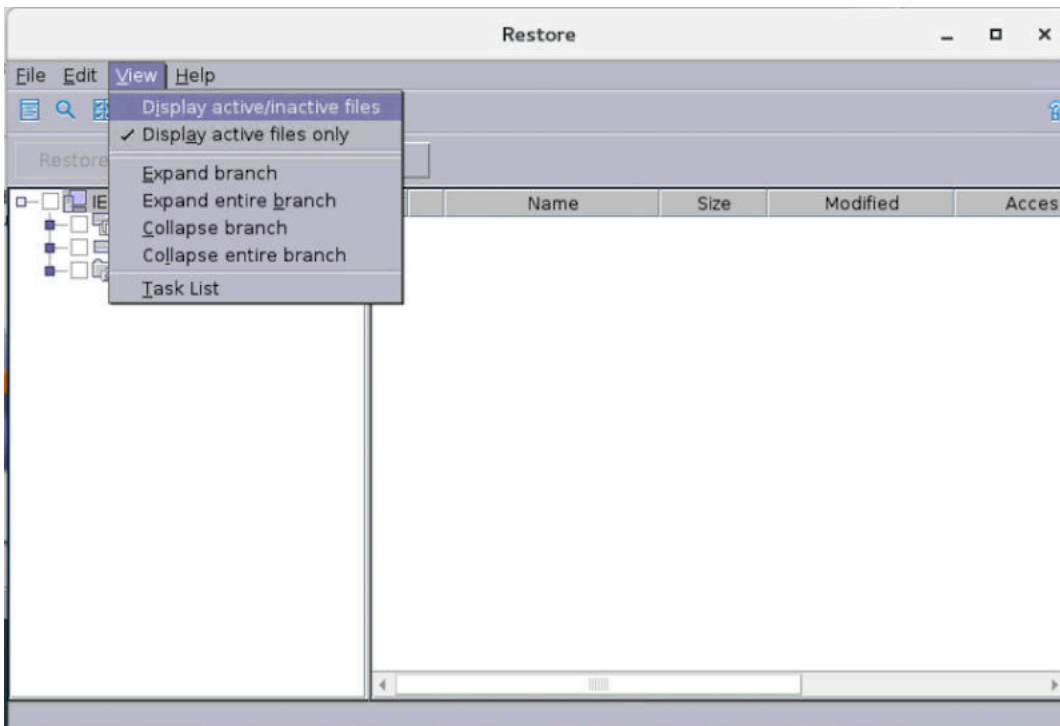 Restore
File Edit View Help
Display active/inactive files
Display active files only
Restore
Expand branch
IE
Name Size Modified Acces
Expand entire branch
Collapse branch
Collapse entire branch
Task List